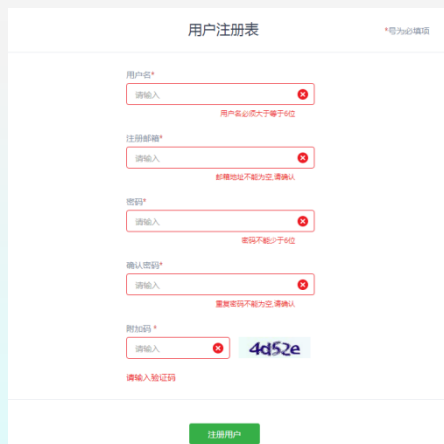 用户注册表
*号为必填项
用户名*
请输入
用户名必须大于等于6位
注册邮箱*
请输入
邮箱地址不能为空,请确认
密码*
请输入
密码不能少于6位
确认密码*
请输入
重复密码不能为空,请确认
附加码 *
请输入
4d52e
请输入验证码
注册用户